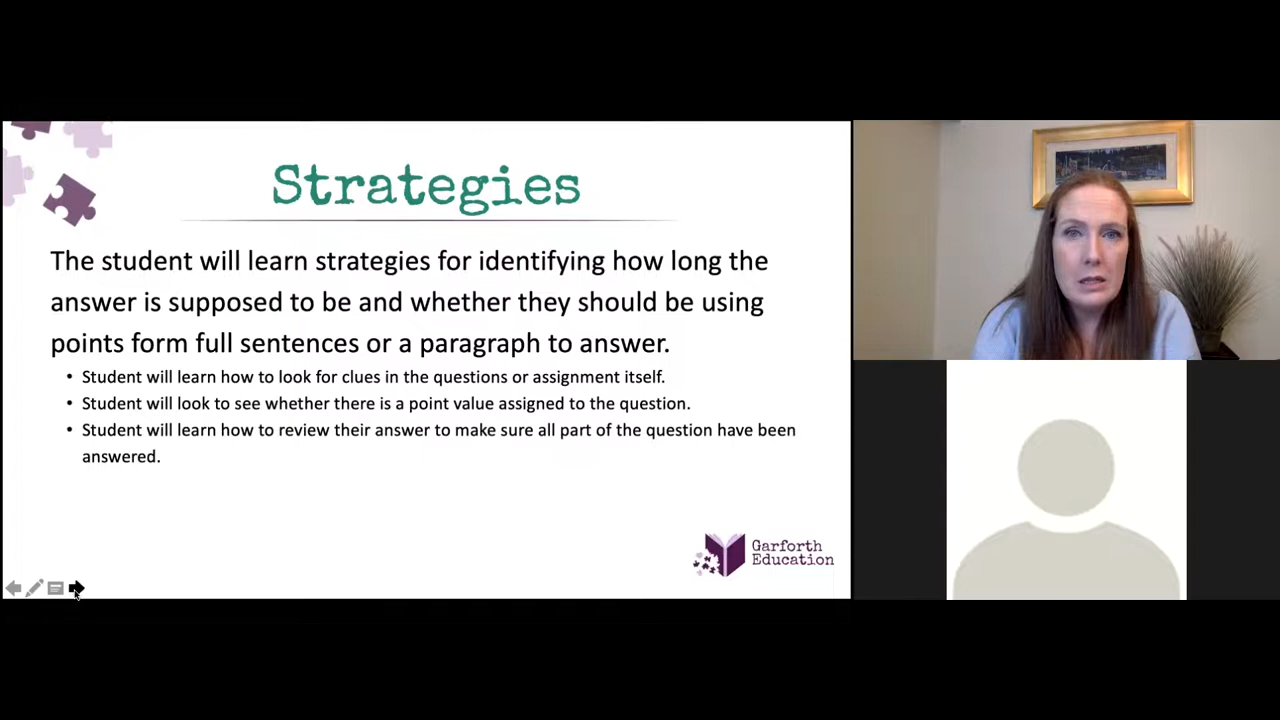 Strategies
The student will learn strategies for identifying how long the
answer is supposed to be and whether they should be using
points form full sentences or a paragraph to answer.
• Student will learn how to look for clues in the questions or assignment itself.
• Student will look to see whether there is a point value assigned to the question.
• Student will learn how to review their answer to make sure all part of the question have been
answered.
Garforth
Education